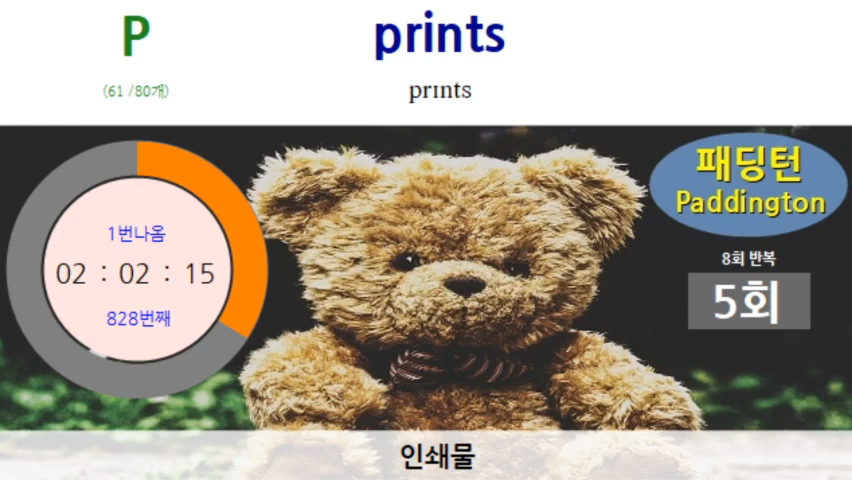 P
prints
(61 /80개)
prɪnts
패딩턴
Paddington
1번나옴
02 : 02 : 15
828번째
8회 반복
5회
인쇄물